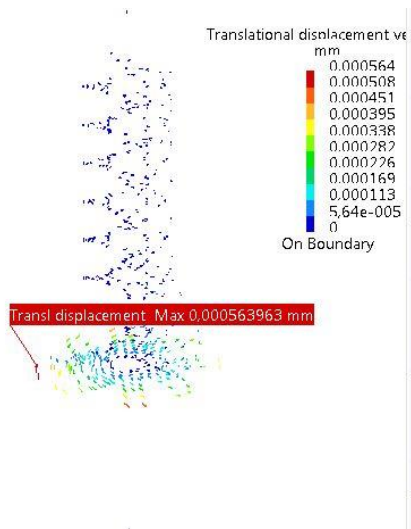 Translational displacement ve
mm
0,000564
0,000508
0,000451
0,000395
0,000338
0,000282
0,000226
0,000169
0,000113
5,64e-005
0
On Boundary
Transl displacement Max 0,000563963 mm